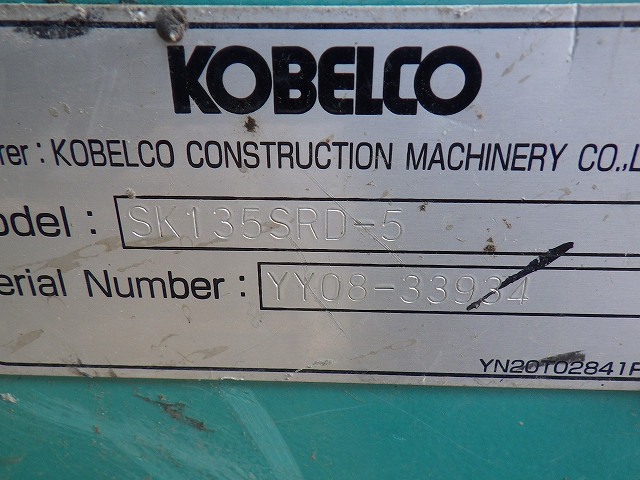 KOBELCO
rer : KOBELCO CONSTRUCTION MACHINERY CO.,L
odel : SK135SRD-5
erial Number : YY08-33934
YN20T02841P